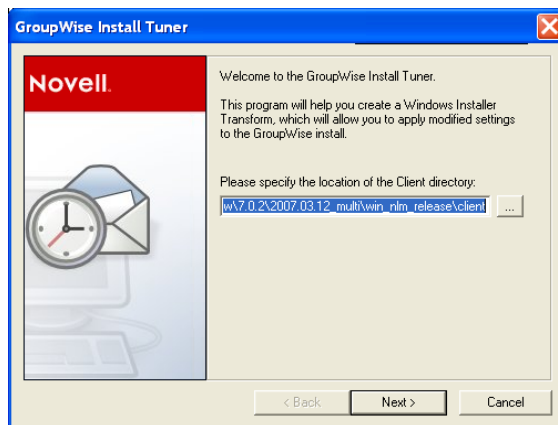 GroupWise Install Tuner
Novell.
Welcome to the GroupWise Install Tuner.
This program will help you create a Windows Installer
Transform, which will allow you to apply modified settings
to the GroupWise install.
Please specify the location of the Client directory:
w\7.0.2\2007.03.12_multi\win_nlm_release\client
...
< Back
Next >
Cancel